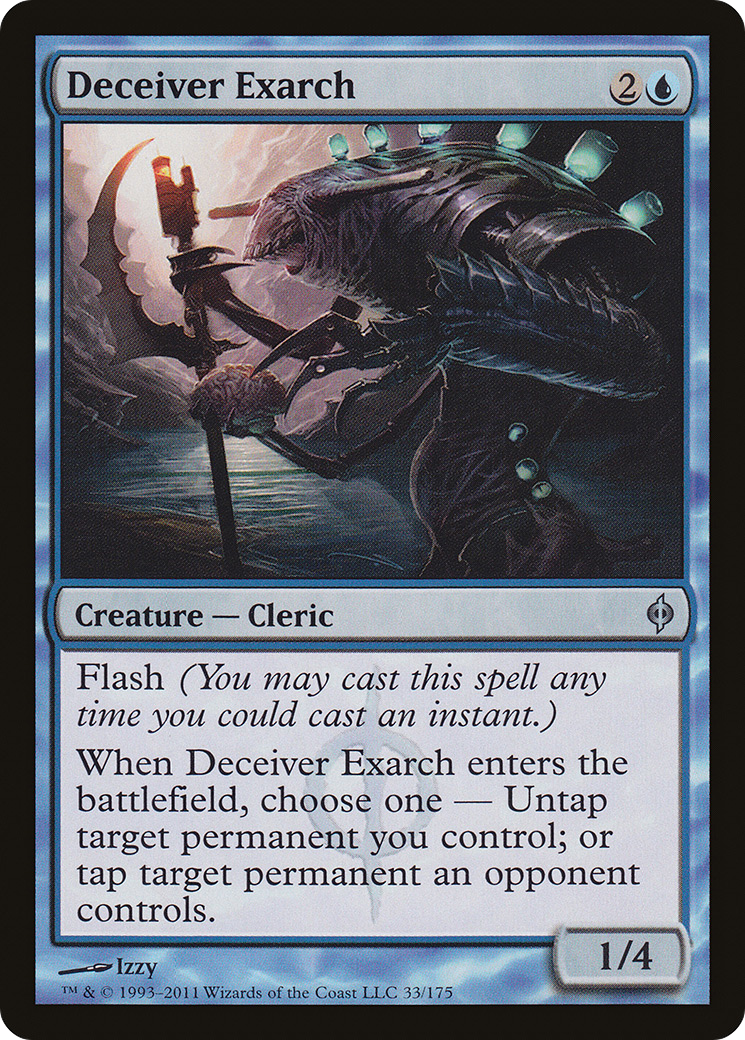 Deceiver Exarch 2
Creature — Cleric
Flash (You may cast this spell any
time you could cast an instant.)
When Deceiver Exarch enters the
battlefield, choose one — Untap
target permanent you control; or
tap target permanent an opponent
controls.
1/4
Izzy
™ & © 1993–2011 Wizards of the Coast LLC 33/175